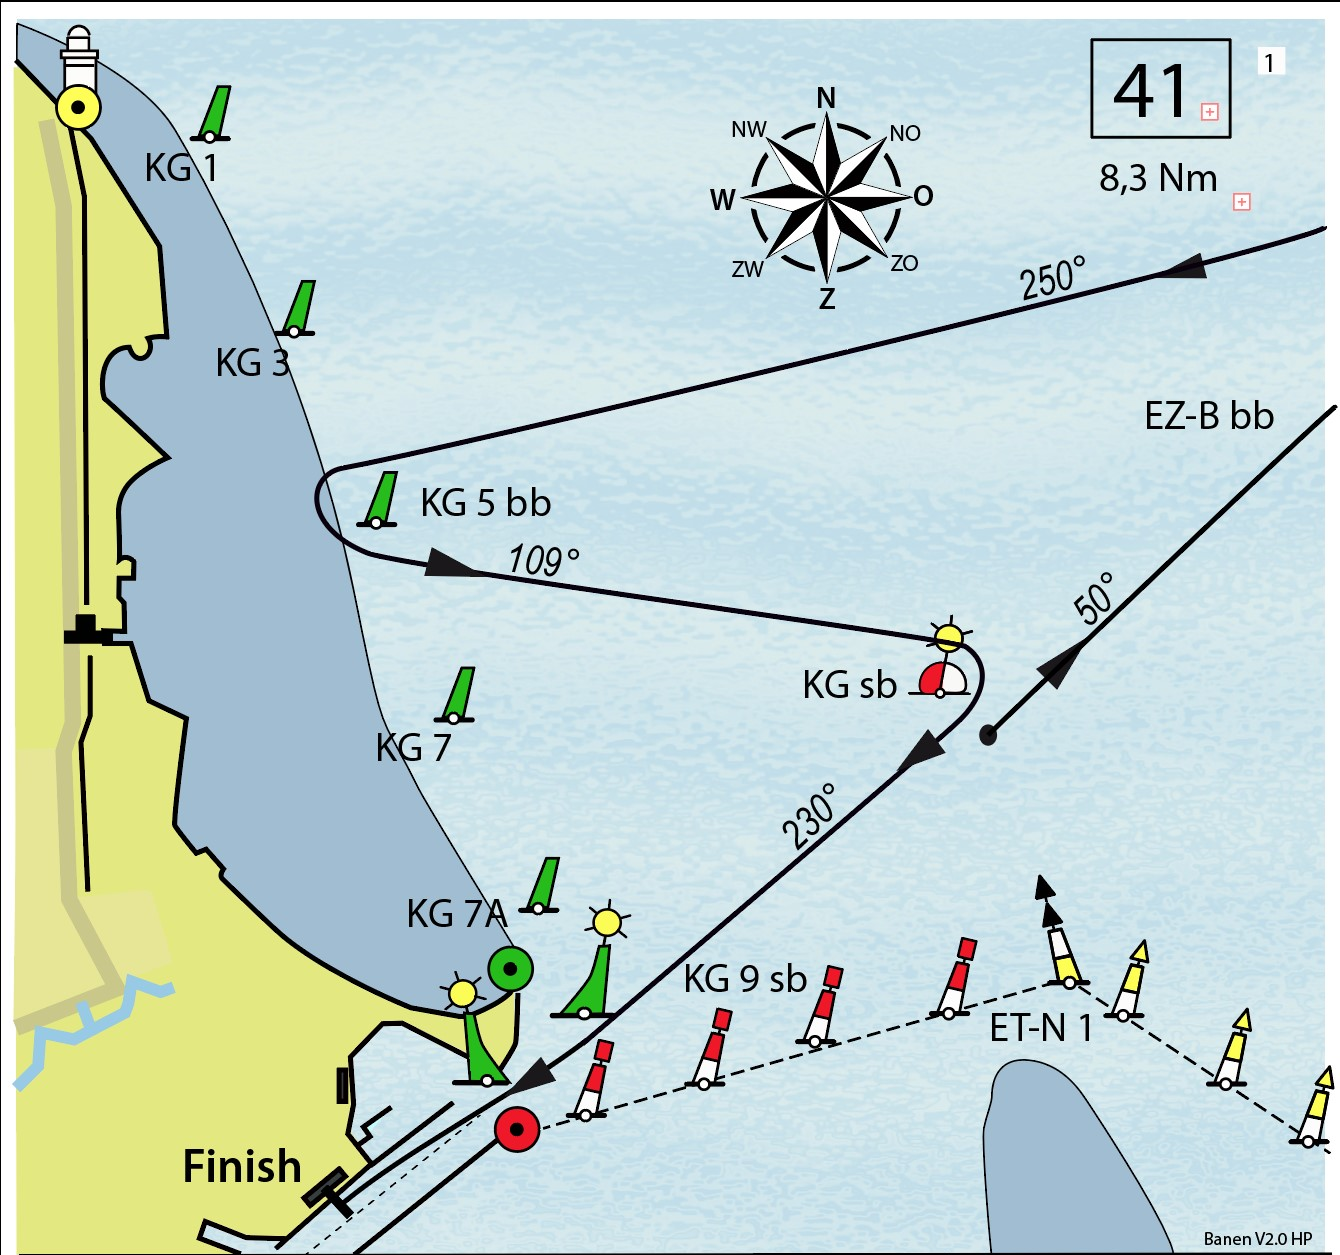 41
1
8,3 Nm
N
NW
NO
W
O
ZW
ZO
Z
KG 1
250°
KG 3
EZ-B bb
KG 5 bb
109°
50°
KG sb
KG 7
230°
KG 7A
KG 9 sb
ET-N 1
Finish
Banen V2.0 HP